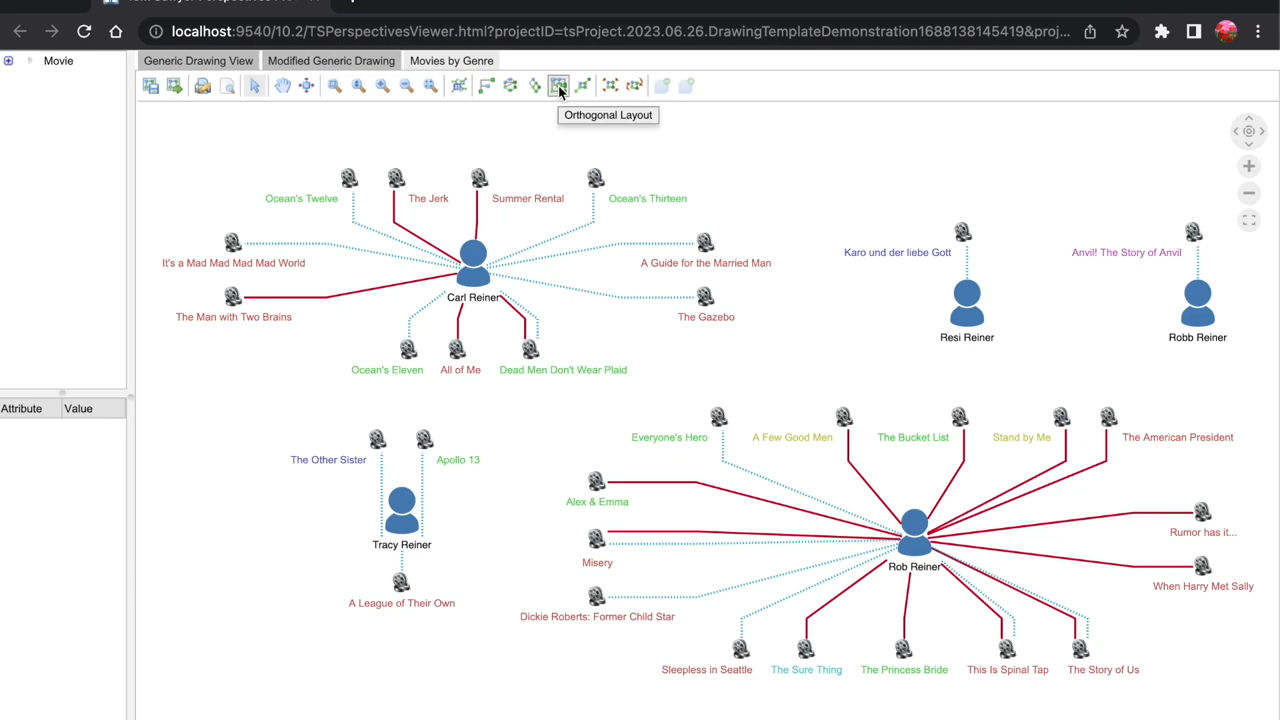 localhost:9540/10.2/TSPerspectivesViewer.html?projectID=tsProject.2023.06.26.DrawingTemplateDemonstration1688138145419&proj...
Movie
Generic Drawing View
Modified Generic Drawing
Movies by Genre
Orthogonal Layout
Ocean's Twelve
The Jerk
Summer Rental
Ocean's Thirteen
It's a Mad Mad Mad Mad World
A Guide for the Married Man
Karo und der liebe Gott
Anvil! The Story of Anvil
Carl Reiner
The Man with Two Brains
The Gazebo
Resi Reiner
Robb Reiner
Ocean's Eleven
All of Me
Dead Men Don't Wear Plaid
Attribute
Value
Everyone's Hero
A Few Good Men
The Bucket List
Stand by Me
The American President
The Other Sister
Apollo 13
Alex & Emma
Rumor has it...
Tracy Reiner
Misery
Rob Reiner
When Harry Met Sally
A League of Their Own
Dickie Roberts: Former Child Star
Sleepless in Seattle
The Sure Thing
The Princess Bride
This Is Spinal Tap
The Story of Us